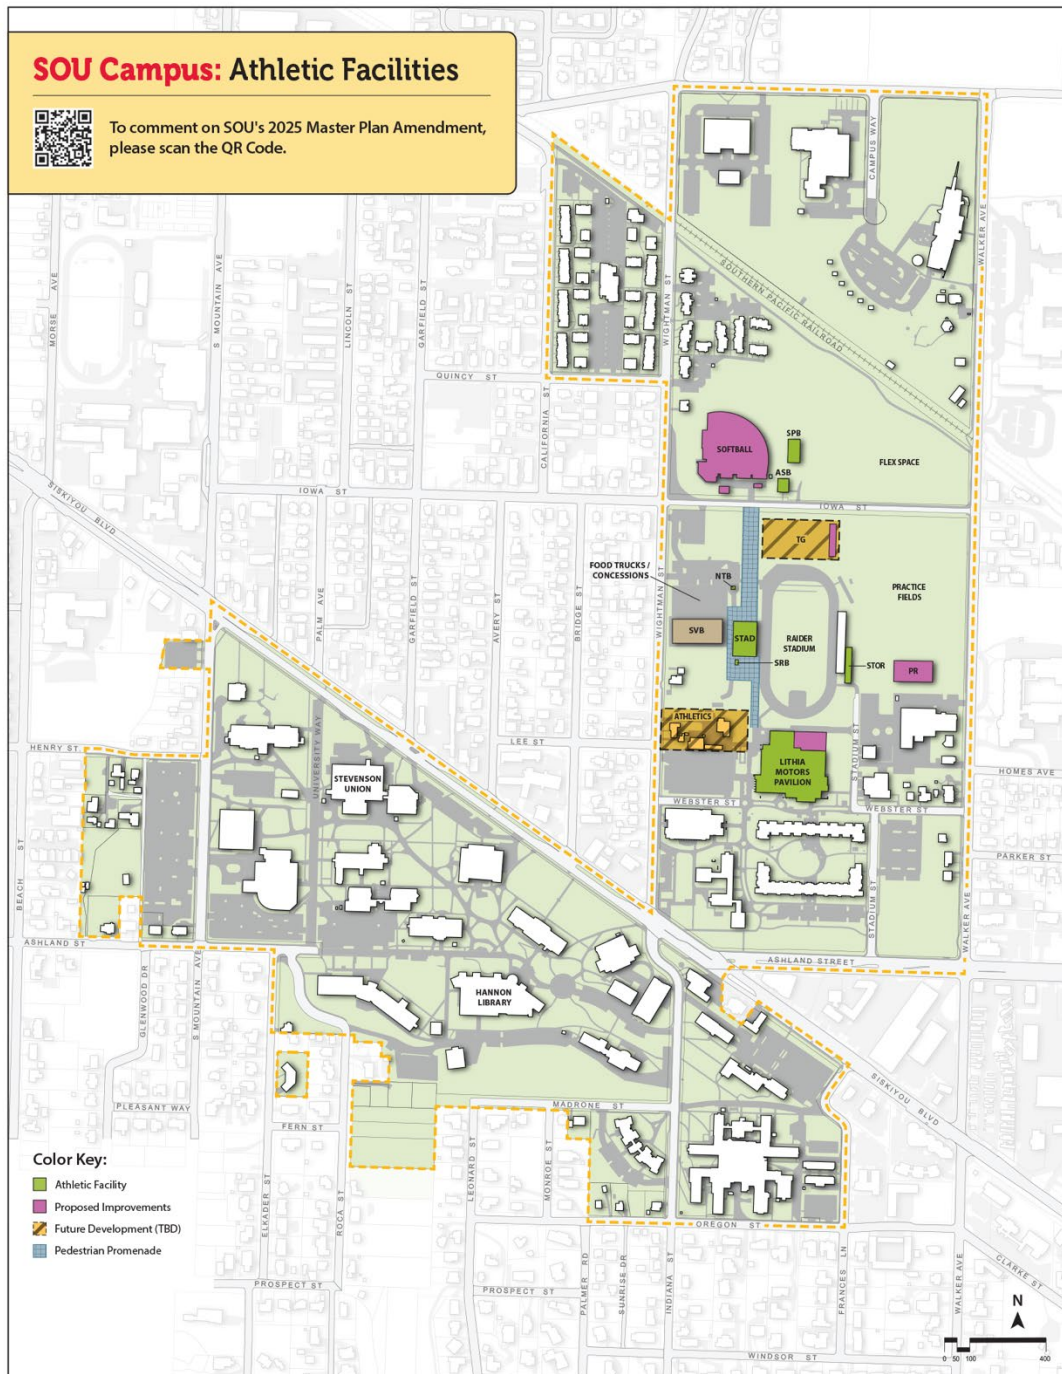 SOU Campus: Athletic Facilities
To comment on SOU's 2025 Master Plan Amendment,
please scan the QR Code.
CAMPUS WAY
WALKER AVE
SOUTHERN PACIFIC RAILROAD
WIGHTMAN ST
MORSE AVE
S MOUNTAIN AVE
LINCOLN ST
GARFIELD ST
QUINCY ST
CALIFORNIA ST
SOFTBALL
SPB
ASB
FLEX SPACE
SISKIYOU BLVD
IOWA ST
IOWA ST
TG
FOOD TRUCKS /
CONCESSIONS
NTB
PRACTICE
FIELDS
PALM AVE
GARFIELD ST
AVERY ST
BRIDGE ST
WIGHTMAN ST
SVB
STAD
RAIDER
STADIUM
SRB
STOR
PR
ATHLETICS
LEE ST
HENRY ST.
UNIVERSITY WAY
STEVENSON
UNION
LITHIA
MOTORS
PAVILION
STADIUM ST
HOMES AVE
WEBSTER ST
WEBSTER ST
PARKER ST
BEACH ST
STADIUM ST
WALKER AVE
ASHLAND ST
ASHLAND STREET
GLENWOOD DR
S MOUNTAIN AVE
HANNON
LIBRARY
SISKIYOU BLVD
PLEASANT WAY
MADRONE ST
FERN ST
LEONARD ST
MONROE ST
ELKADER ST
ROCA ST
OREGON ST
Color Key:
Athletic Facility
Proposed Improvements
Future Development (TBD)
Pedestrian Promenade
PROSPECT ST
PROSPECT ST
PALMER RD
SUNRISE DR
INDIANA ST
FRANCES LN
WALKER AVE
CLARKE ST
WINDSOR ST
N
0 50 100 400